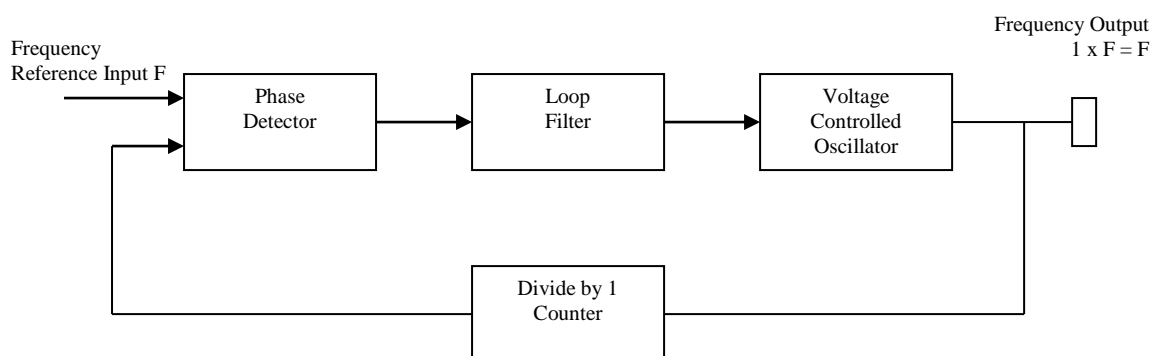 Frequency Output
1 x F = F
Frequency
Reference Input F
Phase
Detector
Loop
Filter
Voltage
Controlled
Oscillator
Divide by 1
Counter